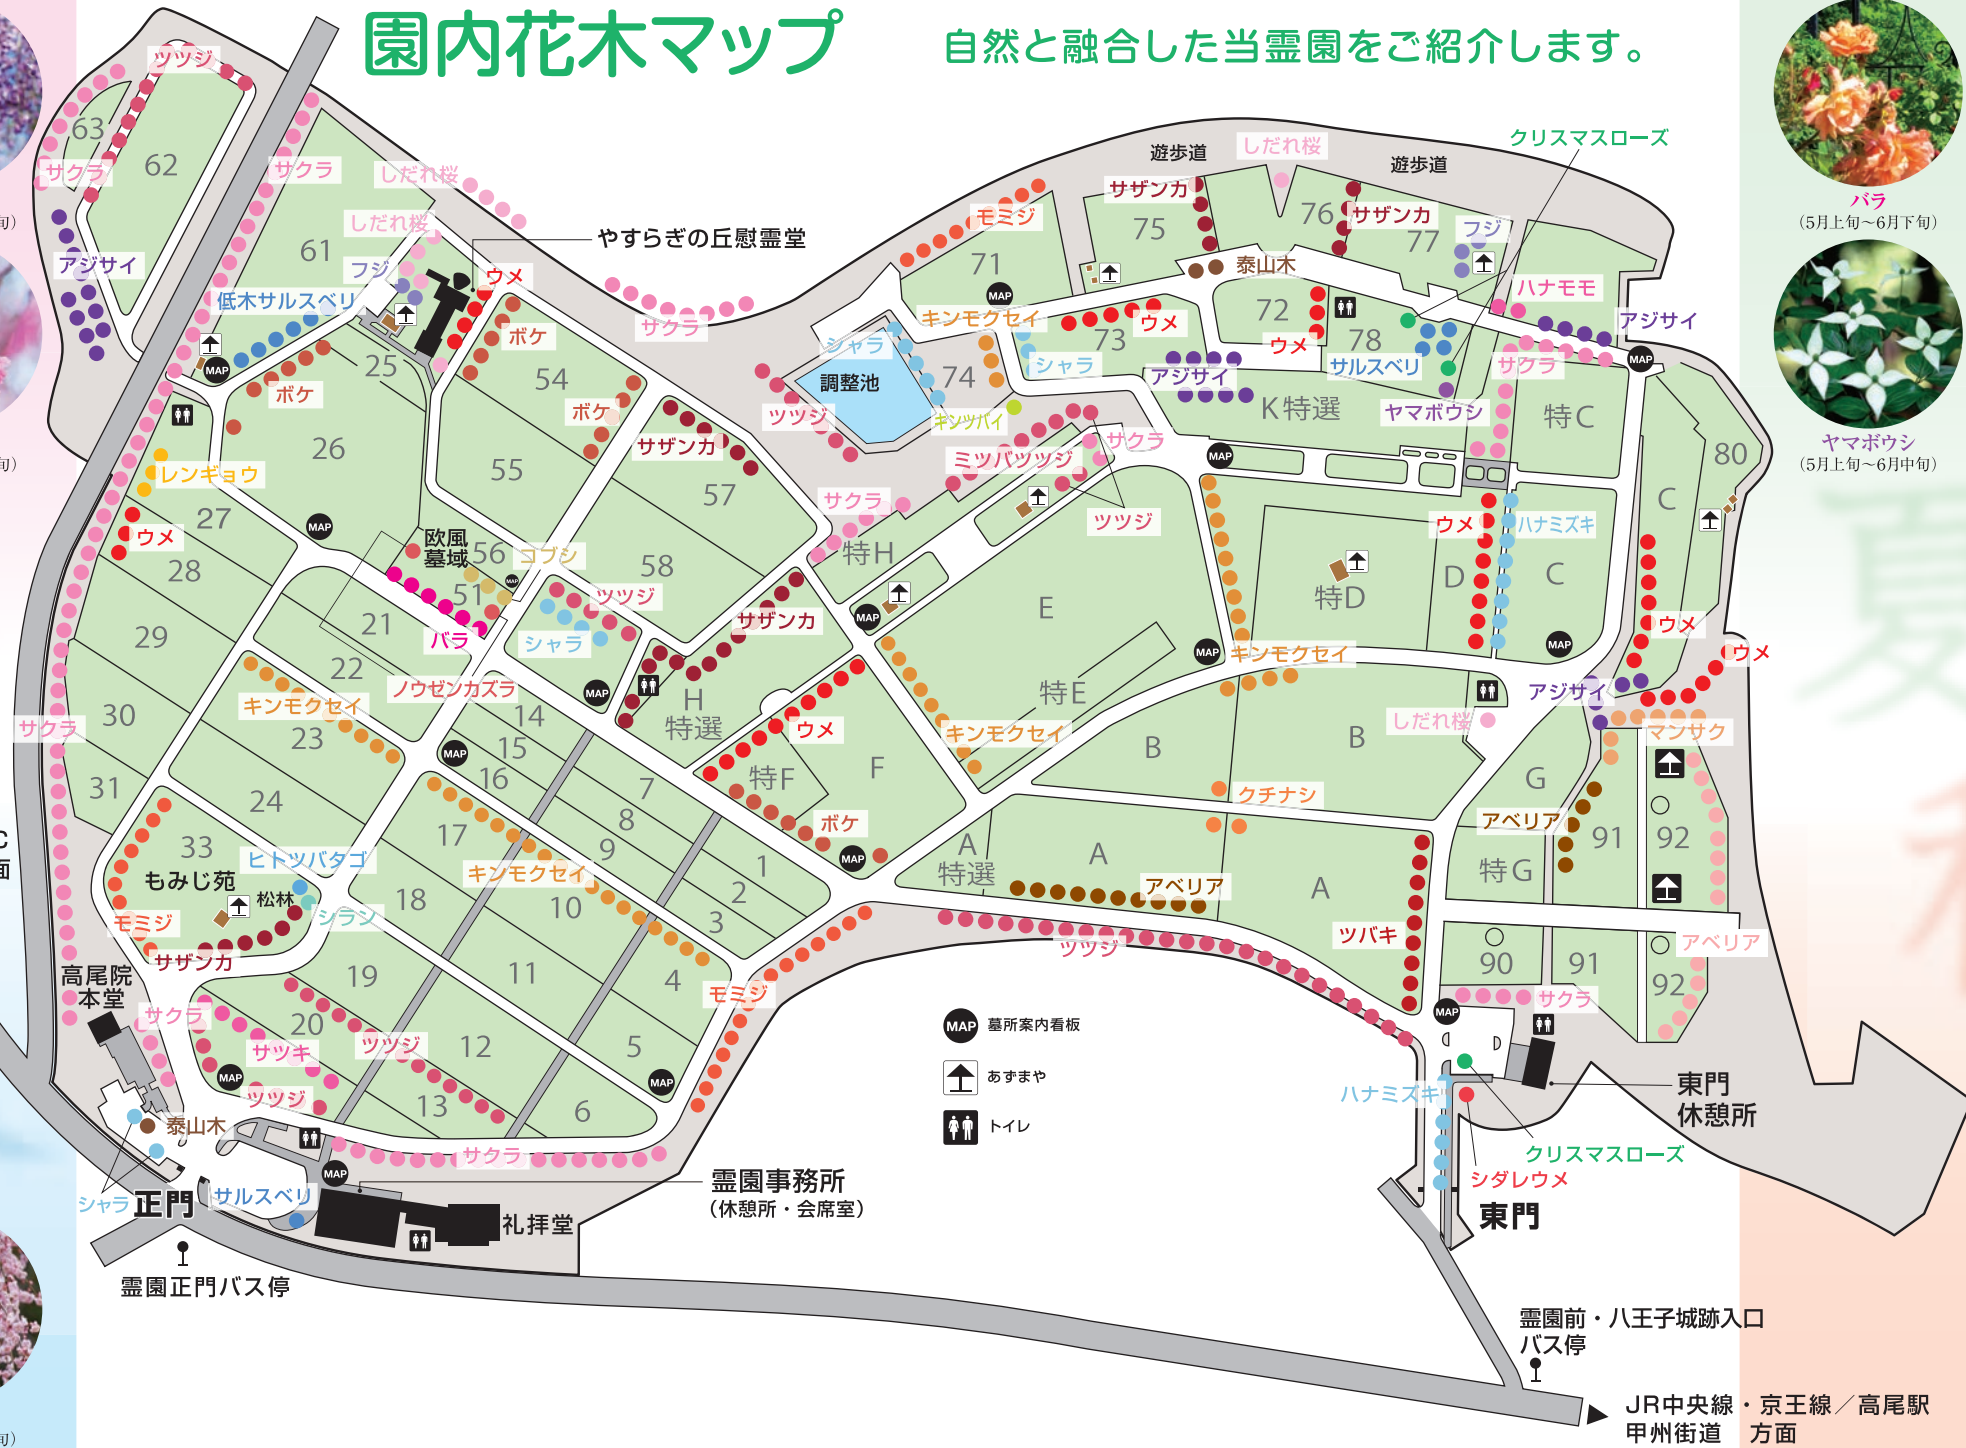 園内花木マップ
自然と融合した当霊園をご紹介します。
バラ
(5月上旬〜6月下旬)
ヤマボウシ
(5月上旬〜6月中旬)
旬)
旬)
旬)
C
面
夏
ツツジ
63
62
サクラ
アジサイ
サクラ
しだれ桜
しだれ桜
61
フジ
低木サルスベリ
やすらぎの丘慰霊堂
ウメ
ボケ
サクラ
MAP
ボケ
25
26
54
55
ボケ
サザンカ
57
58
レンギョウ
27
ウメ
28
29
30
31
サクラ
MAP
欧風
墓域
56
コブシ
MAP
51
バラ
21
22
ノウゼンカズラ
キンモクセイ
23
24
ツツジ
シャラ
MAP
サザンカ
H
特選
14
15
16
MAP
17
18
キンモクセイ
7
8
9
10
11
12
13
1
2
3
4
5
6
33
もみじ苑
ヒトツバタゴ
松林
シラン
モミジ
サザンカ
19
20
サツキ
ツツジ
ツツジ
MAP
MAP
モミジ
高尾院
本堂
サクラ
泰山木
シャラ
正門
サルスベリ
MAP
サクラ
霊園事務所
(休憩所・会席室)
礼拝堂
霊園正門バス停
モミジ
71
MAP
シャラ
調整池
ツツジ
キンモクセイ
74
キンツバイ
シャラ
73
ウメ
サザンカ
75
遊歩道
しだれ桜
遊歩道
76
サザンカ
77
フジ
クリスマスローズ
泰山木
72
ウメ
78
サルスベリ
ハナモモ
アジサイ
サクラ
MAP
アジサイ
K特選
ヤマボウシ
特C
80
C
ミツバツツジ
サクラ
ツツジ
サクラ
特H
MAP
MAP
E
特E
特D
D
ウメ
ハナミズキ
C
MAP
MAP
キンモクセイ
キンモクセイ
ウメ
ウメ
アジサイ
マンサク
しだれ桜
B
B
ウメ
特F
F
ボケ
MAP
クチナシ
G
アベリア
特G
91
92
A
特選
A
アベリア
A
ツバキ
ツツジ
90
91
92
アベリア
サクラ
MAP
ハナミズキ
クリスマスローズ
シダレウメ
東門
東門
休憩所
MAP
墓所案内看板
あずまや
トイレ
霊園前・八王子城跡入口
バス停
JR中央線・京王線／高尾駅
甲州街道 方面